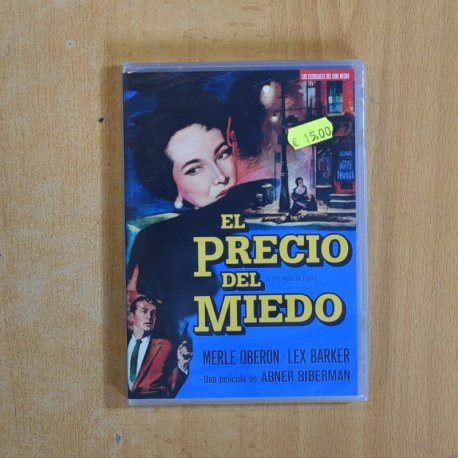 LOS ESENCIALES DEL CINE NEGRO
€ 15,00
EL
PRECIO
DEL
(THE PRICE OF FEAR)
MIEDO
MERLE OBERON · LEX BARKER
Una película de ABNER BIBERMAN